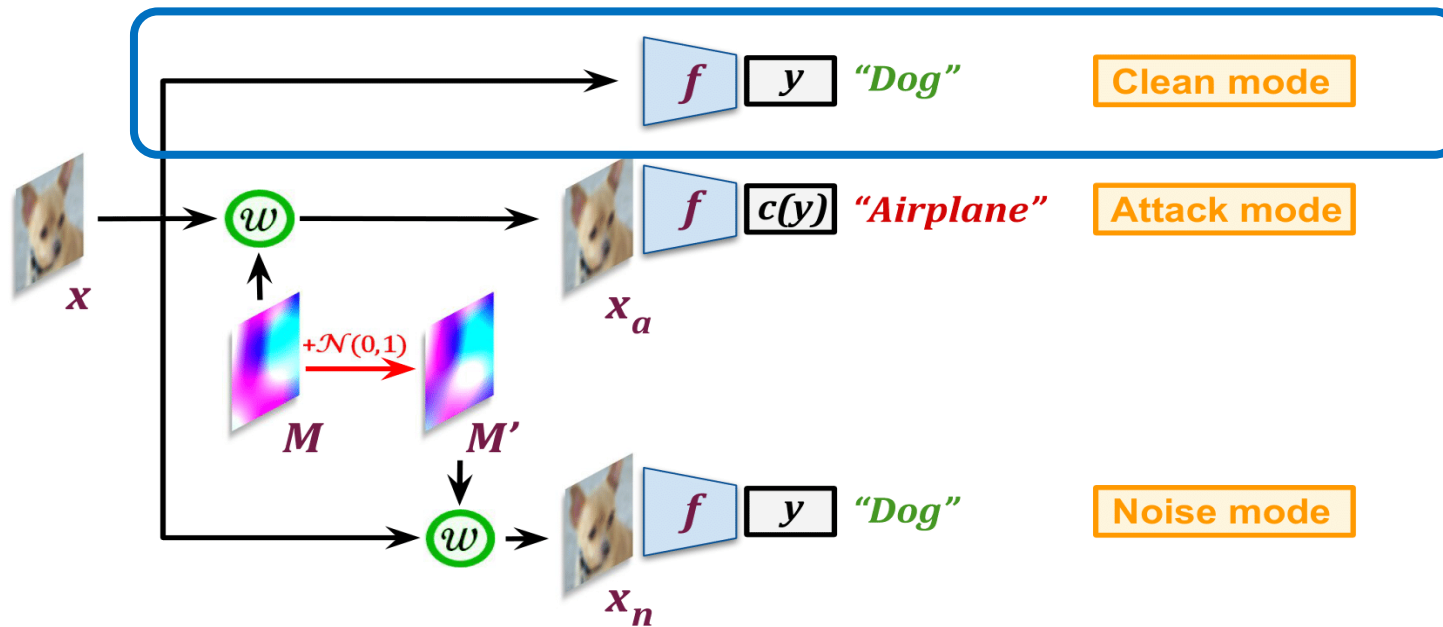 f y “Dog” Clean mode
x 𝒲 x_a f c(y) “Airplane” Attack mode
M +𝒩(0,1) M’
𝒲 x_n f y “Dog” Noise mode